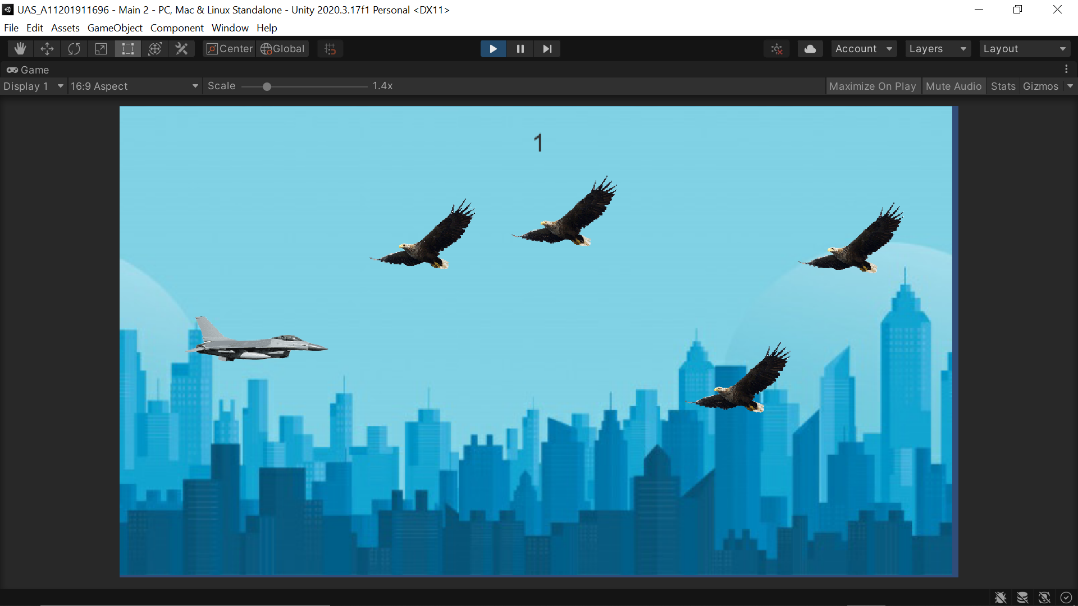 UAS_A11201911696 - Main 2 - PC, Mac & Linux Standalone - Unity 2020.3.17f1 Personal <DX11>
File Edit Assets GameObject Component Window Help
Center Global Account Layers Layout
Game
Display 1 16:9 Aspect Scale 1.4x Maximize On Play Mute Audio Stats Gizmos
1